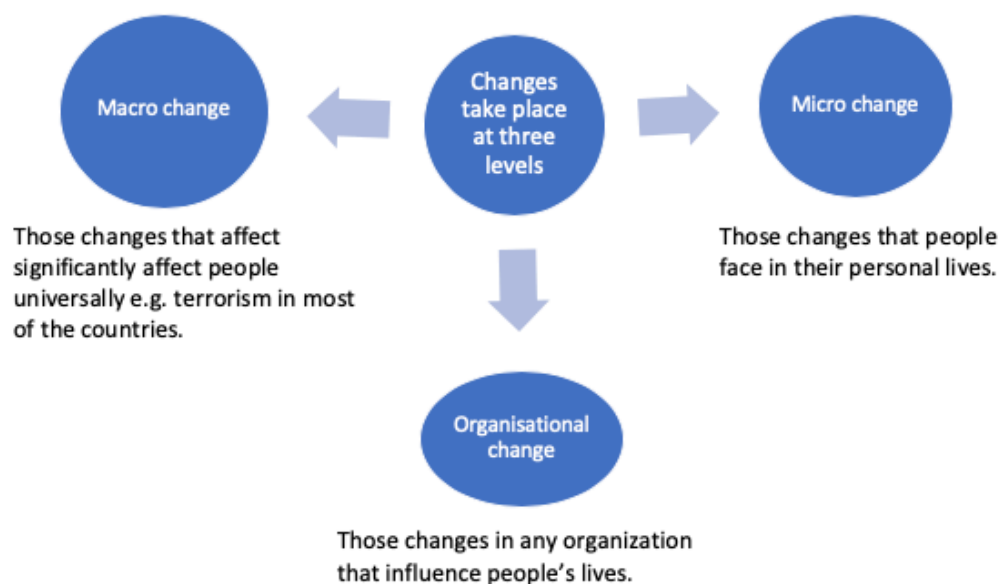 Changes
take place
at three
levels
Macro change
Those changes that affect
significantly affect people
universally e.g. terrorism in most
of the countries.
Micro change
Those changes that people
face in their personal lives.
Organisational
change
Those changes in any organization
that influence people's lives.